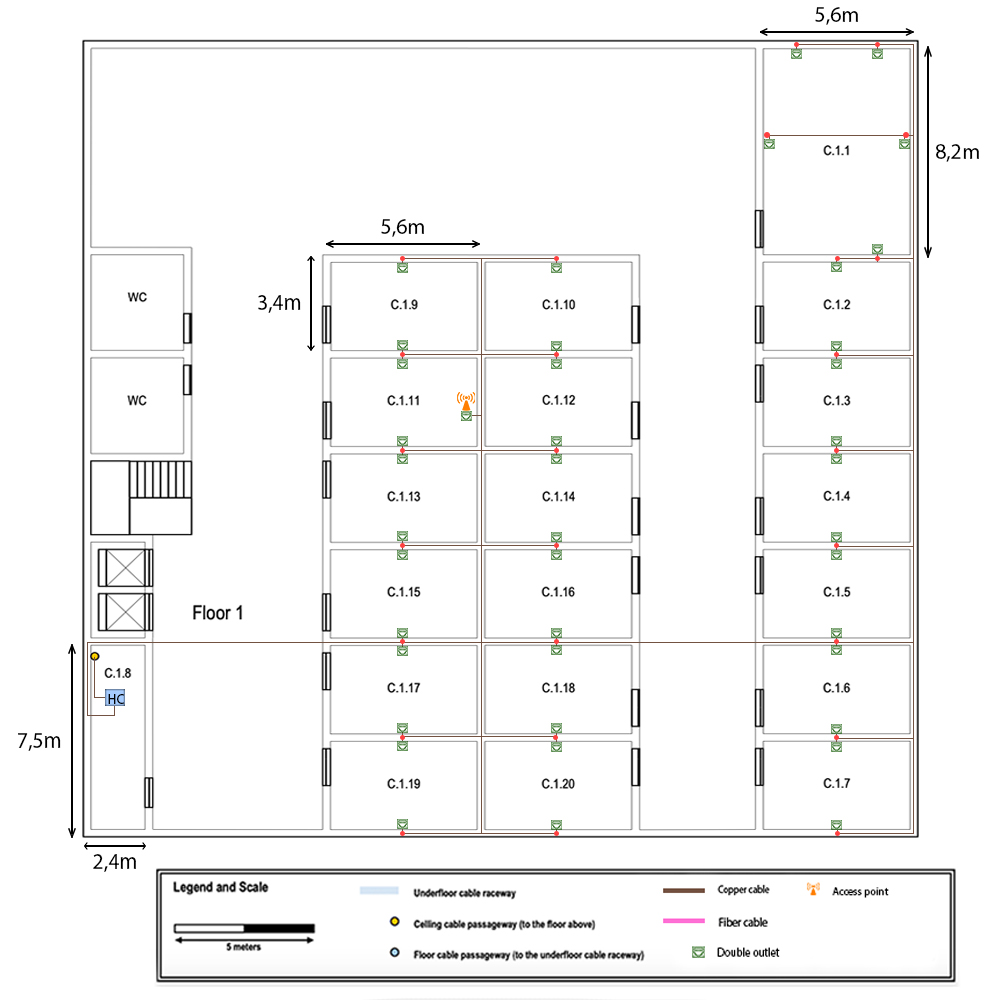 5,6m
8,2m
C.1.1
5,6m
3,4m
WC
C.1.9
C.1.10
C.1.2
WC
C.1.11
C.1.12
C.1.3
C.1.13
C.1.14
C.1.4
C.1.15
C.1.16
C.1.5
Floor 1
C.1.8
HC
C.1.17
C.1.18
C.1.6
7,5m
C.1.19
C.1.20
C.1.7
2,4m
Legend and Scale
5 meters
Underfloor cable raceway
Celling cable passageway (to the floor above)
Floor cable passageway (to the underfloor cable raceway)
Copper cable
Fiber cable
Double outlet
Access point